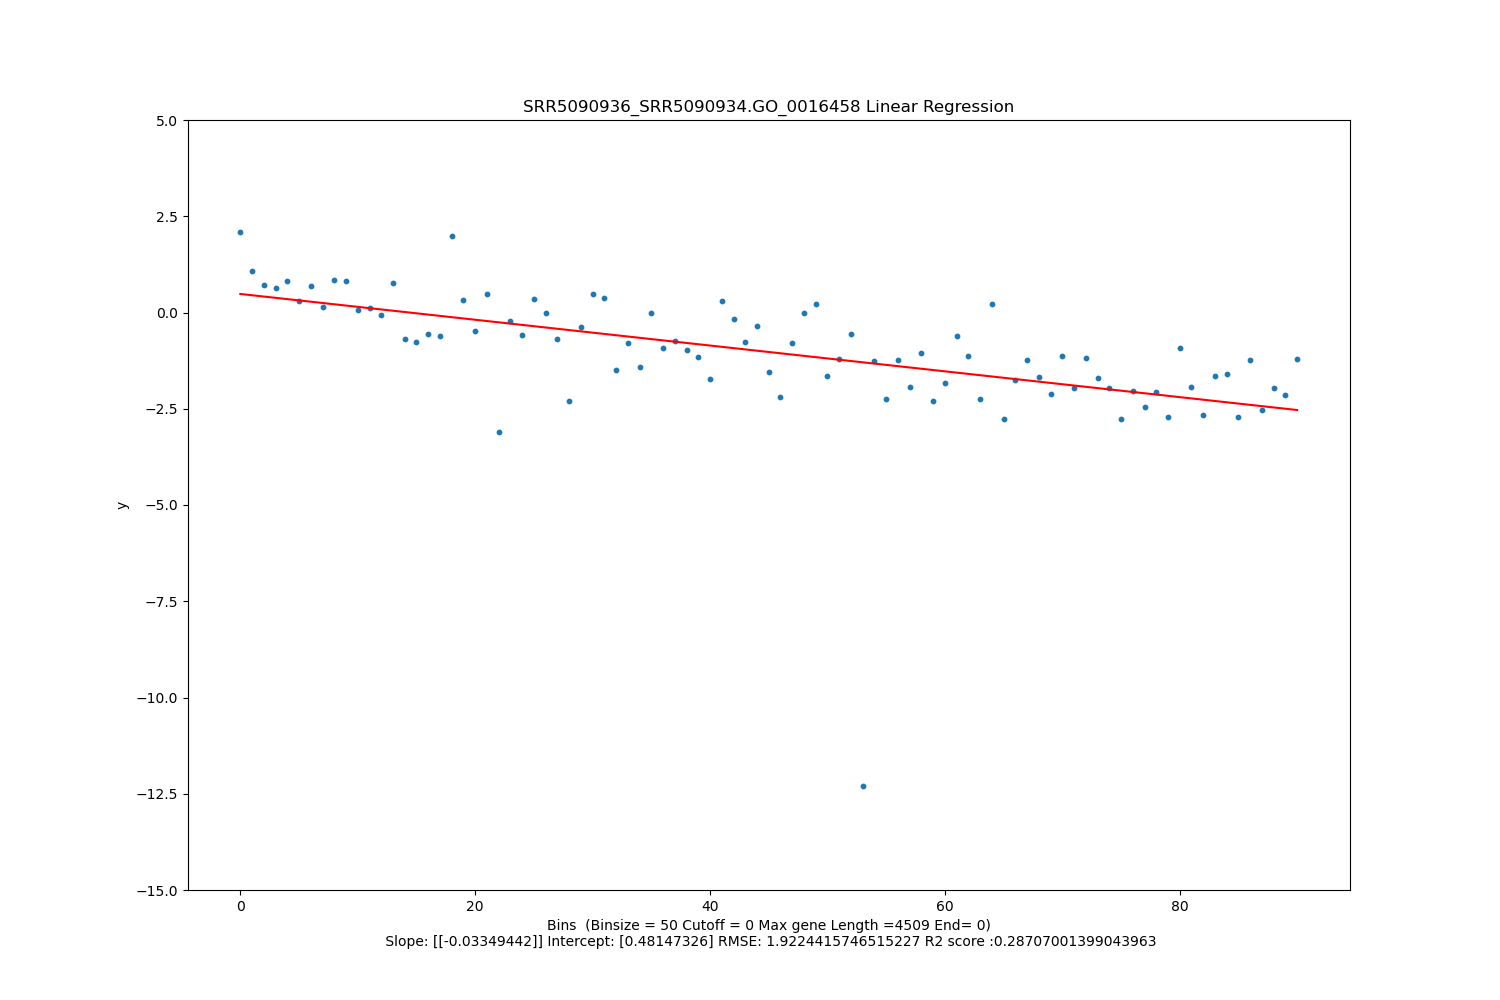 SRR5090936_SRR5090934.GO_0016458 Linear Regression
5.0
2.5
0.0
−2.5
−5.0
−7.5
−10.0
−12.5
−15.0
y
0 20 40 60 80
Bins  (Binsize = 50 Cutoff = 0 Max gene Length =4509 End= 0)
Slope: [[-0.03349442]] Intercept: [0.48147326] RMSE: 1.9224415746515227 R2 score :0.28707001399043963